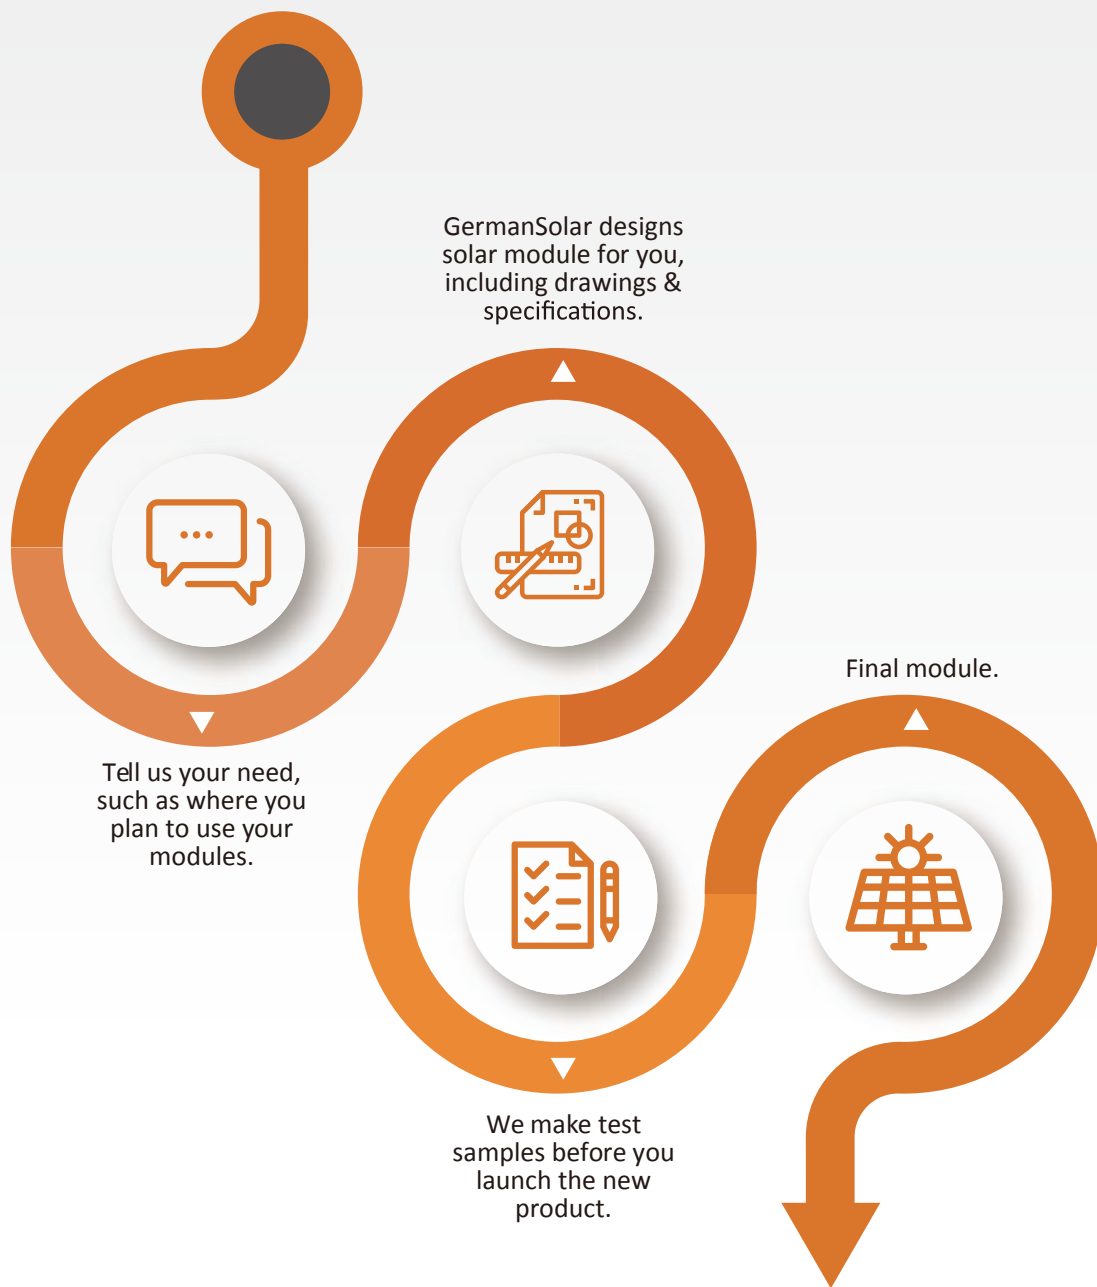 GermanSolar designs
solar module for you,
including drawings &
specifications.
Tell us your need,
such as where you
plan to use your
modules.
We make test
samples before you
launch the new
product.
Final module.